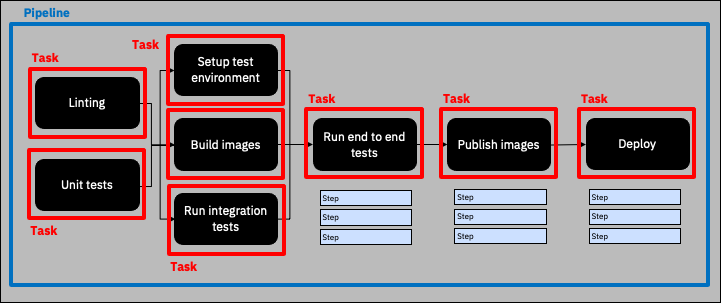 Pipeline
Task
Linting
Unit tests
Task
Task
Setup test
environment
Build images
Run integration
tests
Task
Task
Run end to end
tests
Step
Step
Step
Task
Publish images
Step
Step
Step
Task
Deploy
Step
Step
Step